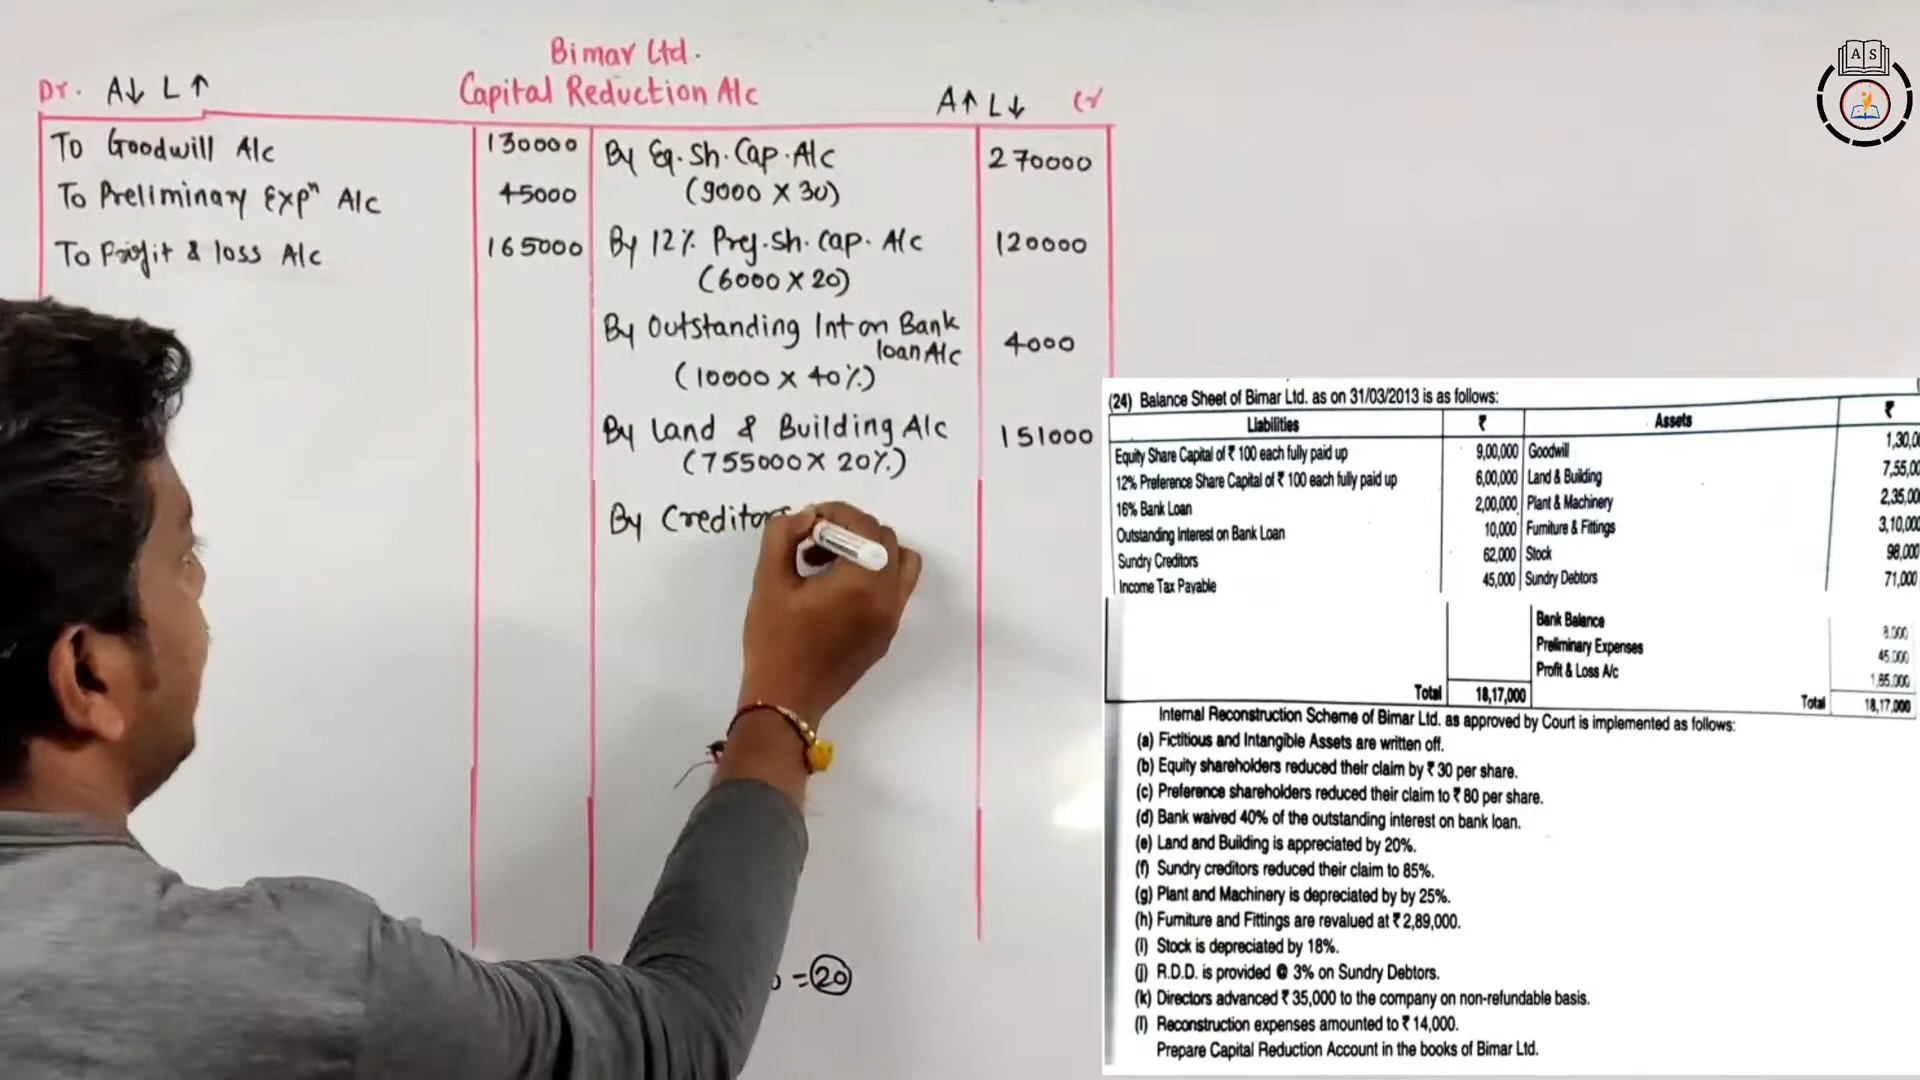 Bimar Ltd.
Dr. A↓ L↑
Capital Reduction A/c
A↑ L↓
To Goodwill A/c 130000
To Preliminary Expⁿ A/c 45000
To Profit & loss A/c 165000
By Eq. Sh. Cap. A/c 270000
(9000 X 30)
By 12% Pref. Sh. Cap. A/c 120000
(6000 X 20)
By Outstanding Int on Bank
loan A/c 4000
(10000 X 40%)
By Land & Building A/c 151000
(755000 X 20%)
By Creditors
= 20
A S
(24) Balance Sheet of Bimar Ltd. as on 31/03/2013 is as follows:
Liabilities ₹ Assets ₹
Equity Share Capital of ₹ 100 each fully paid up 9,00,000 Goodwill 1,30,0
12% Preference Share Capital of ₹ 100 each fully paid up 6,00,000 Land & Building 7,55,00
16% Bank Loan 2,00,000 Plant & Machinery 2,35,00
Outstanding Interest on Bank Loan 10,000 Furniture & Fittings 3,10,000
Sundry Creditors 62,000 Stock 98,000
Income Tax Payable 45,000 Sundry Debtors 71,000
Bank Balance 8,000
Preliminary Expenses 45,000
Profit & Loss A/c 1,65,000
Total 18,17,000 Total 18,17,000
Internal Reconstruction Scheme of Bimar Ltd. as approved by Court is implemented as follows:
(a) Fictitious and Intangible Assets are written off.
(b) Equity shareholders reduced their claim by ₹ 30 per share.
(c) Preference shareholders reduced their claim to ₹ 80 per share.
(d) Bank waived 40% of the outstanding interest on bank loan.
(e) Land and Building is appreciated by 20%.
(f) Sundry creditors reduced their claim to 85%.
(g) Plant and Machinery is depreciated by by 25%.
(h) Furniture and Fittings are revalued at ₹ 2,89,000.
(i) Stock is depreciated by 18%.
(j) R.D.D. is provided @ 3% on Sundry Debtors.
(k) Directors advanced ₹ 35,000 to the company on non-refundable basis.
(l) Reconstruction expenses amounted to ₹ 14,000.
Prepare Capital Reduction Account in the books of Bimar Ltd.